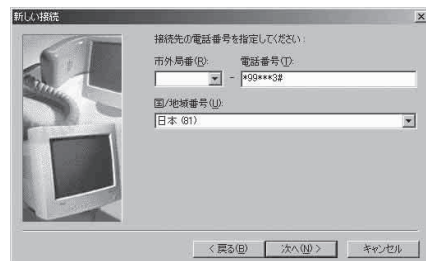 新しい接続
接続先の電話番号を指定してください:
市外局番(R): 電話番号(T):
- *99***3#
国/地域番号(U):
日本 (81)
< 戻る(B) 次へ(N) > キャンセル